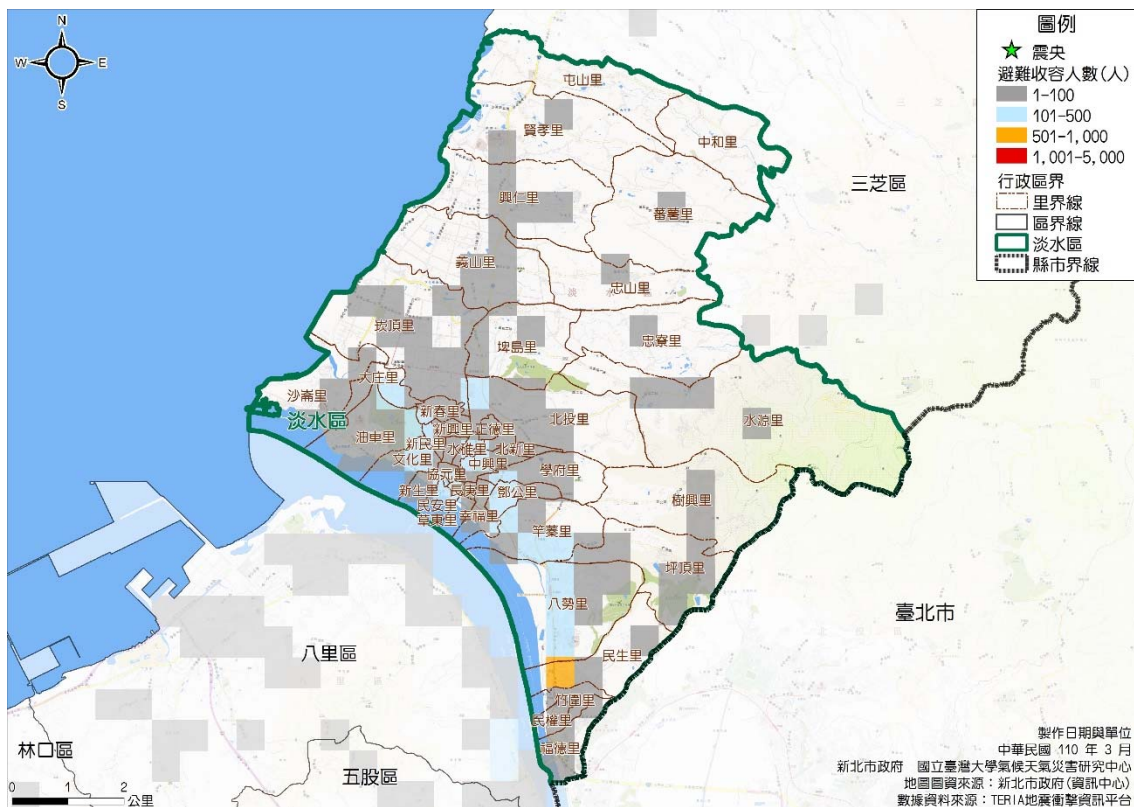 N
W E
S
圖例
震央
避難收容人數(人)
1-100
101-500
501-1,000
1,001-5,000
行政區界
里界線
區界線
淡水區
縣市界線
屯山里
賢孝里
中和里
三芝區
興仁里
蕃薯里
義山里
忠山里
崁頂里
埤島里
忠寮里
大庄里
沙崙里
淡水區
新春里
北投里
水源里
油車里
新興里
正德里
新民里
水碓里
北新里
文化里
中興里
協元里
學府里
新生里
長庚里
鄧公里
樹興里
民安里
草東里
幸福里
竿蓁里
坪頂里
八勢里
臺北市
八里區
民生里
竹圍里
民權里
林口區
福德里
五股區
0 1 2
公里
製作日期與單位
中華民國 110 年 3 月
新北市政府 國立臺灣大學氣候天氣災害研究中心
地圖圖資來源：新北市政府(資訊中心)
數據資料來源：TERIA地震衝擊資訊平台